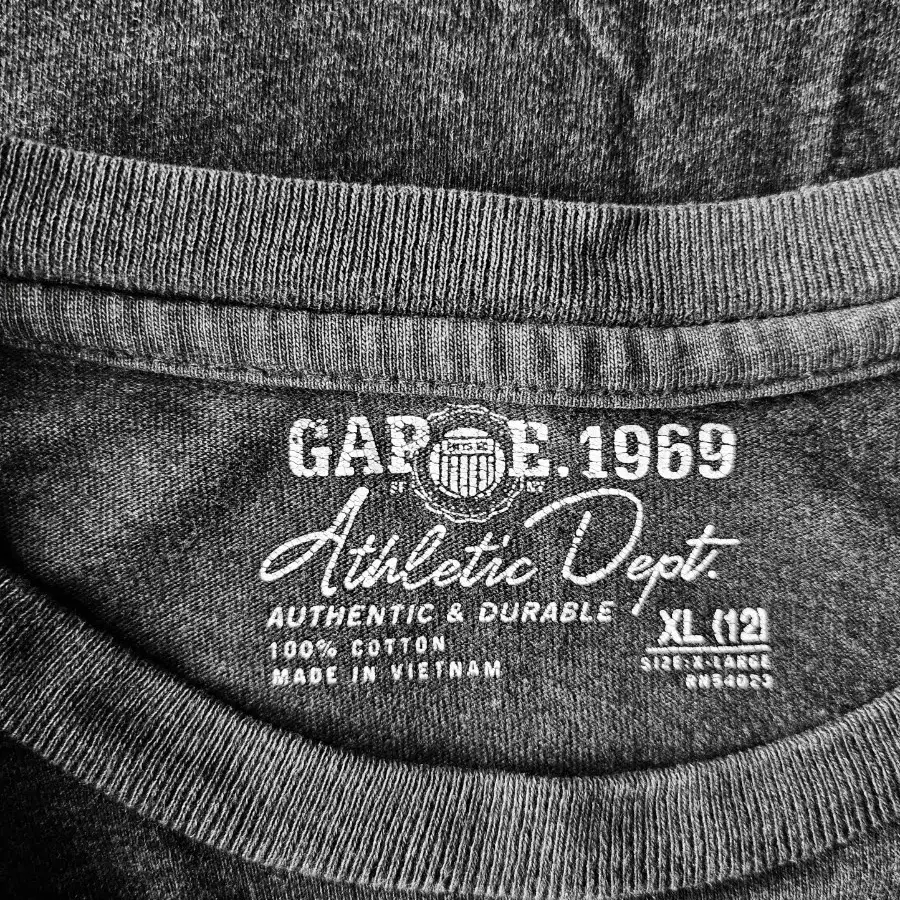 GAP E. 1969
Athletic Dept.
AUTHENTIC & DURABLE
100% COTTON
MADE IN VIETNAM
XL (12)
SIZE: X-LARGE
RN54023